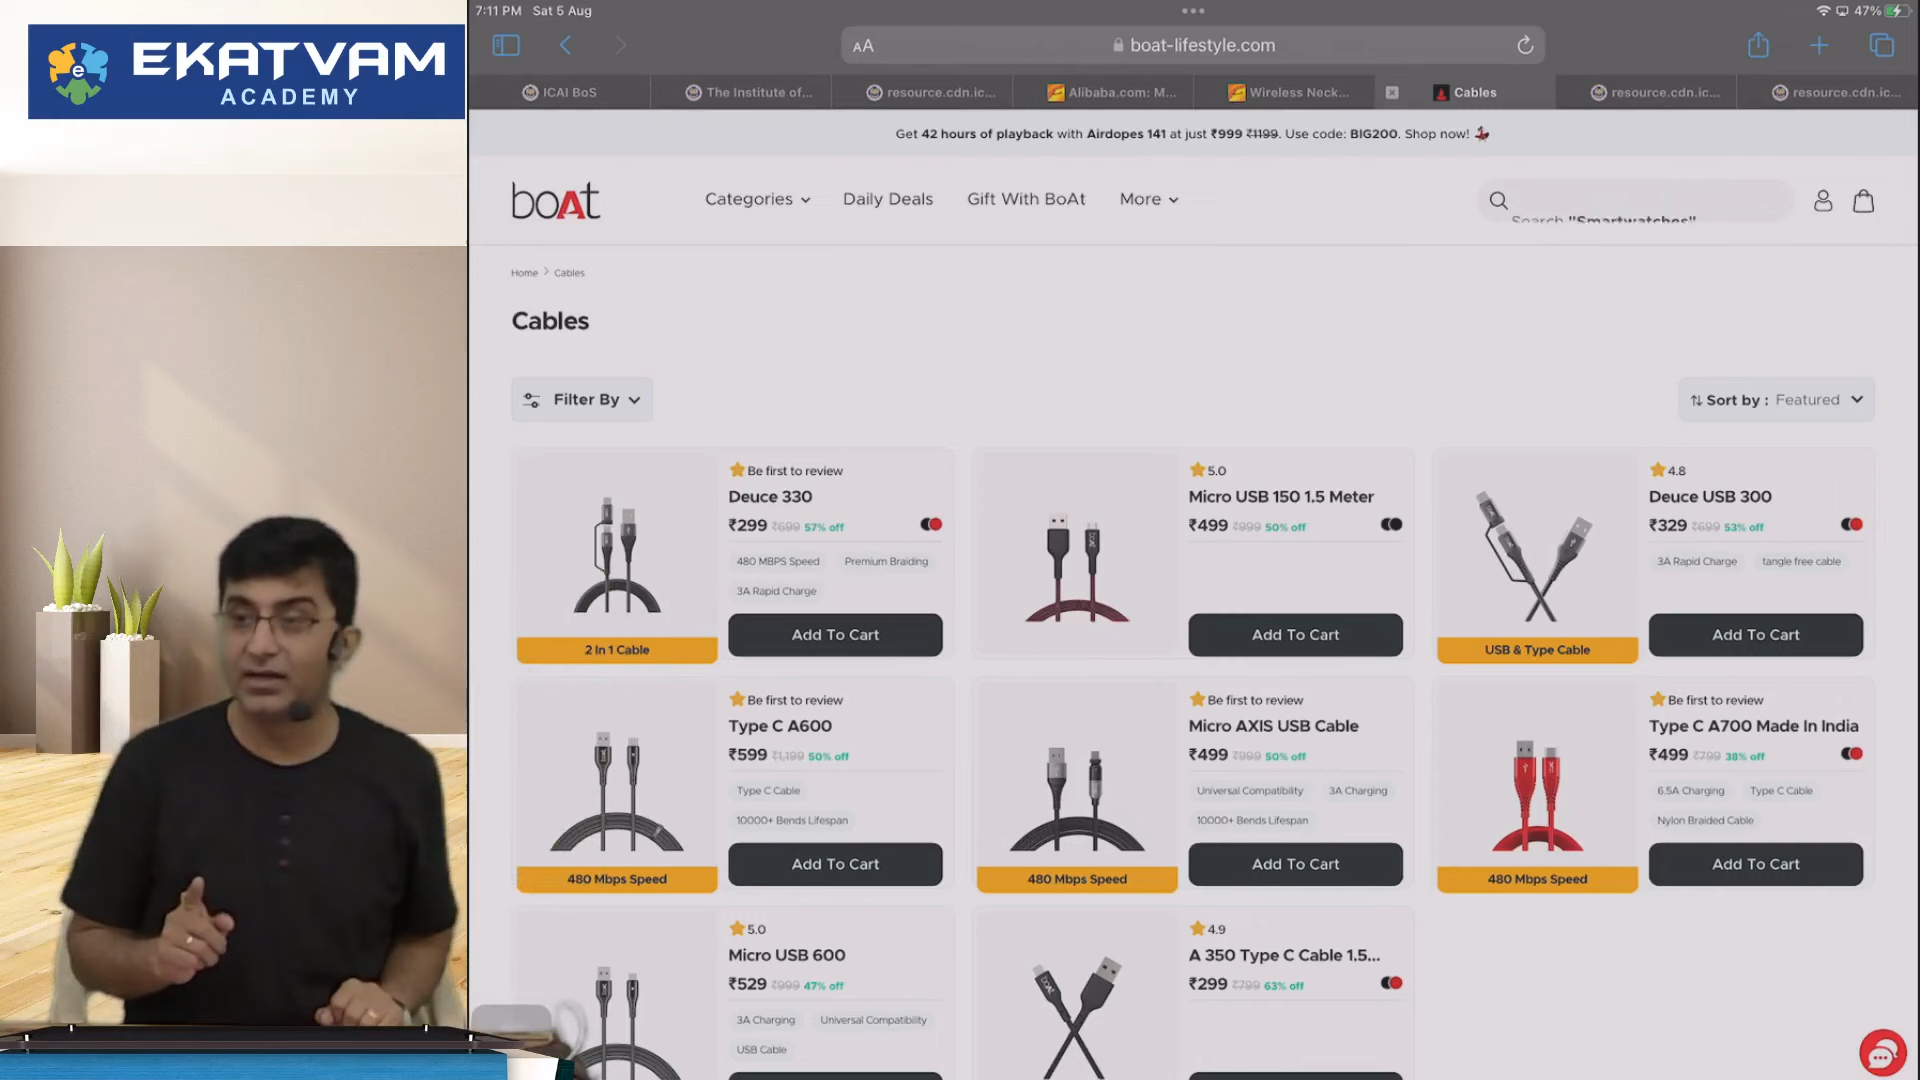 EKATVAM
ACADEMY
7:11 PM Sat 5 Aug
47%
AA
boat-lifestyle.com
ICAI BoS
The Institute of...
resource.cdn.ic...
Alibaba.com: M...
Wireless Neck...
Cables
resource.cdn.ic...
resource.cdn.ic...
Get 42 hours of playback with Airdopes 141 at just ₹999 ₹1199. Use code: BIG200. Shop now!
boAt
Categories
Daily Deals
Gift With BoAt
More
Search "Smartwatches"
Home > Cables
Cables
Filter By
Sort by : Featured
Be first to review
Deuce 330
₹299 ₹699 57% off
480 MBPS Speed Premium Braiding
3A Rapid Charge
Add To Cart
2 In 1 Cable
5.0
Micro USB 150 1.5 Meter
₹499 ₹999 50% off
Add To Cart
4.8
Deuce USB 300
₹329 ₹699 53% off
3A Rapid Charge tangle free cable
Add To Cart
USB & Type Cable
Be first to review
Type C A600
₹599 ₹1,199 50% off
Type C Cable
10000+ Bends Lifespan
Add To Cart
480 Mbps Speed
Be first to review
Micro AXIS USB Cable
₹499 ₹999 50% off
Universal Compatibility 3A Charging
10000+ Bends Lifespan
Add To Cart
480 Mbps Speed
Be first to review
Type C A700 Made In India
₹499 ₹799 38% off
6.5A Charging Type C Cable
Nylon Braided Cable
Add To Cart
480 Mbps Speed
5.0
Micro USB 600
₹529 ₹999 47% off
3A Charging Universal Compatibility
USB Cable
4.9
A 350 Type C Cable 1.5...
₹299 ₹799 63% off
boAt